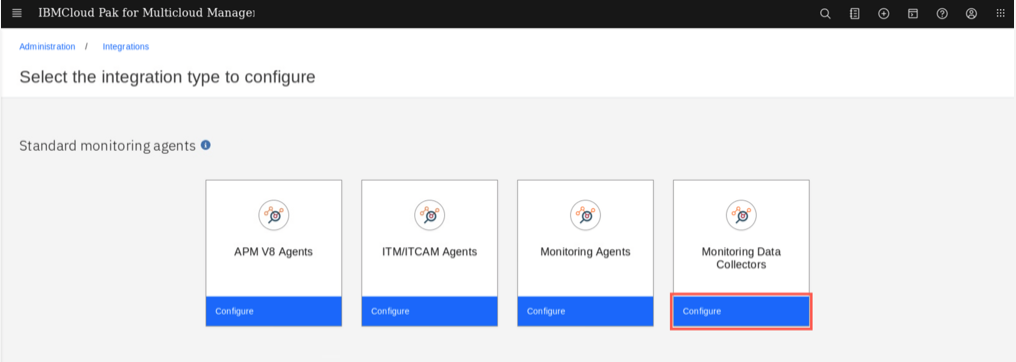 IBMCloud Pak for Multicloud Manager
Administration / Integrations
Select the integration type to configure
Standard monitoring agents
APM V8 Agents
ITM/ITCAM Agents
Monitoring Agents
Monitoring Data
Collectors
Configure
Configure
Configure
Configure